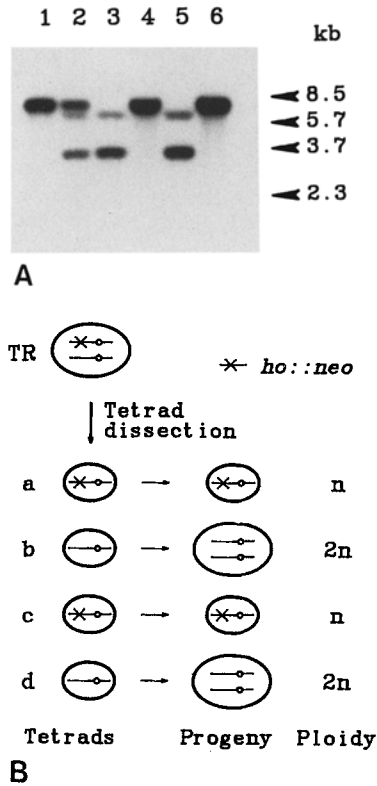 1 2 3 4 5 6
kb
8.5
5.7
3.7
2.3
A
TR
ho::neo
Tetrad
dissection
a n
b 2n
c n
d 2n
Tetrads Progeny Ploidy
B